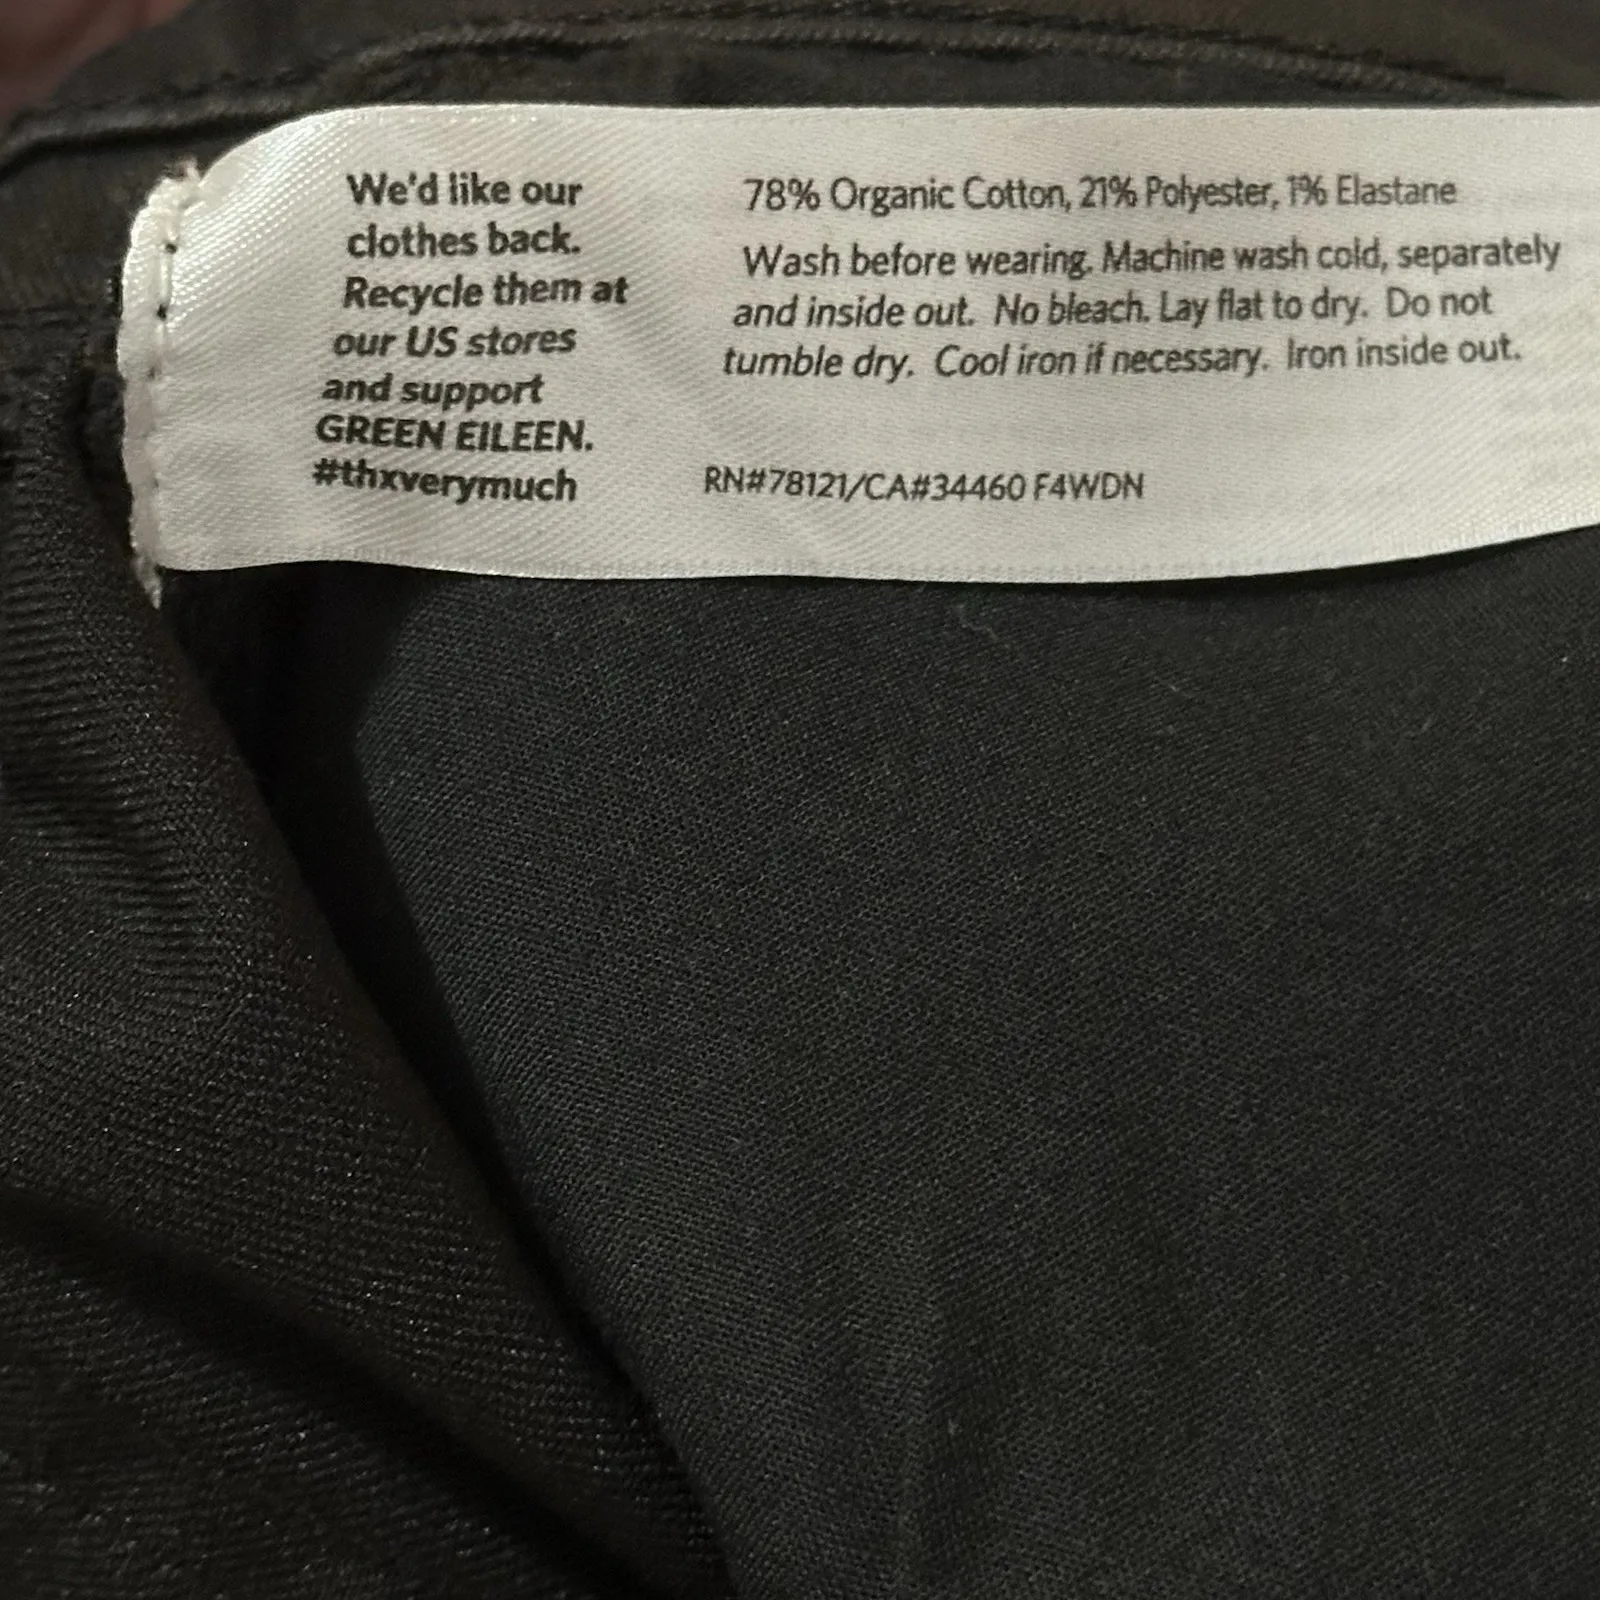 We'd like our
clothes back.
Recycle them at
our US stores
and support
GREEN EILEEN.
#thxverymuch
78% Organic Cotton, 21% Polyester, 1% Elastane
Wash before wearing. Machine wash cold, separately
and inside out. No bleach. Lay flat to dry. Do not
tumble dry. Cool iron if necessary. Iron inside out.
RN#78121/CA#34460 F4WDN